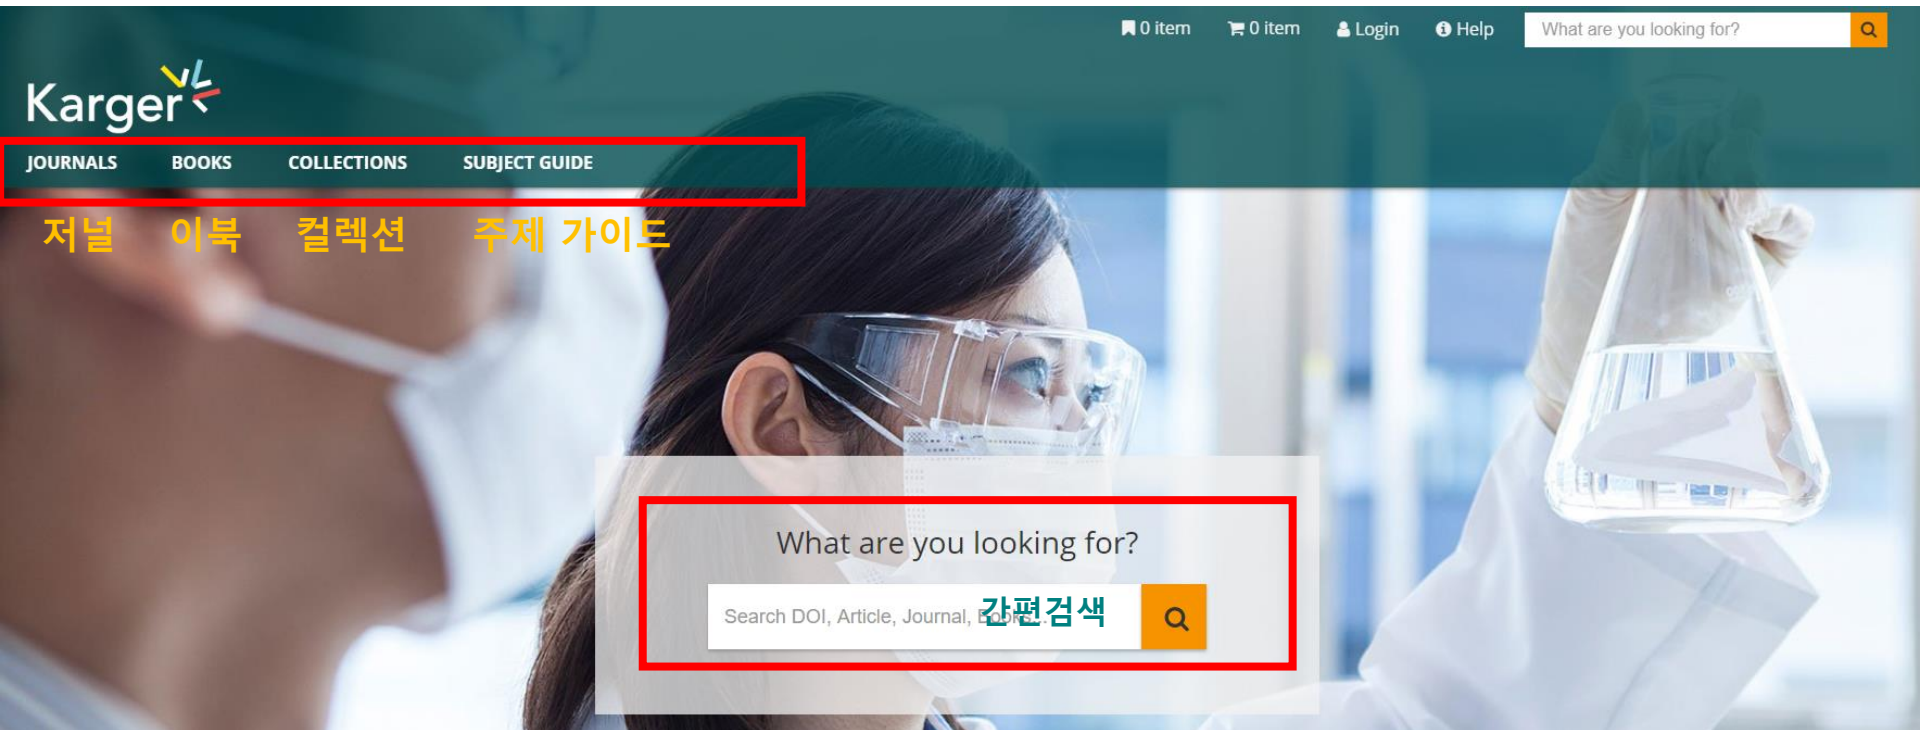 0 item 0 item Login Help What are you looking for?
Karger
JOURNALS BOOKS COLLECTIONS SUBJECT GUIDE
저널 이북 컬렉션 주제 가이드
What are you looking for?
Search DOI, Article, Journal, Books... 간편검색